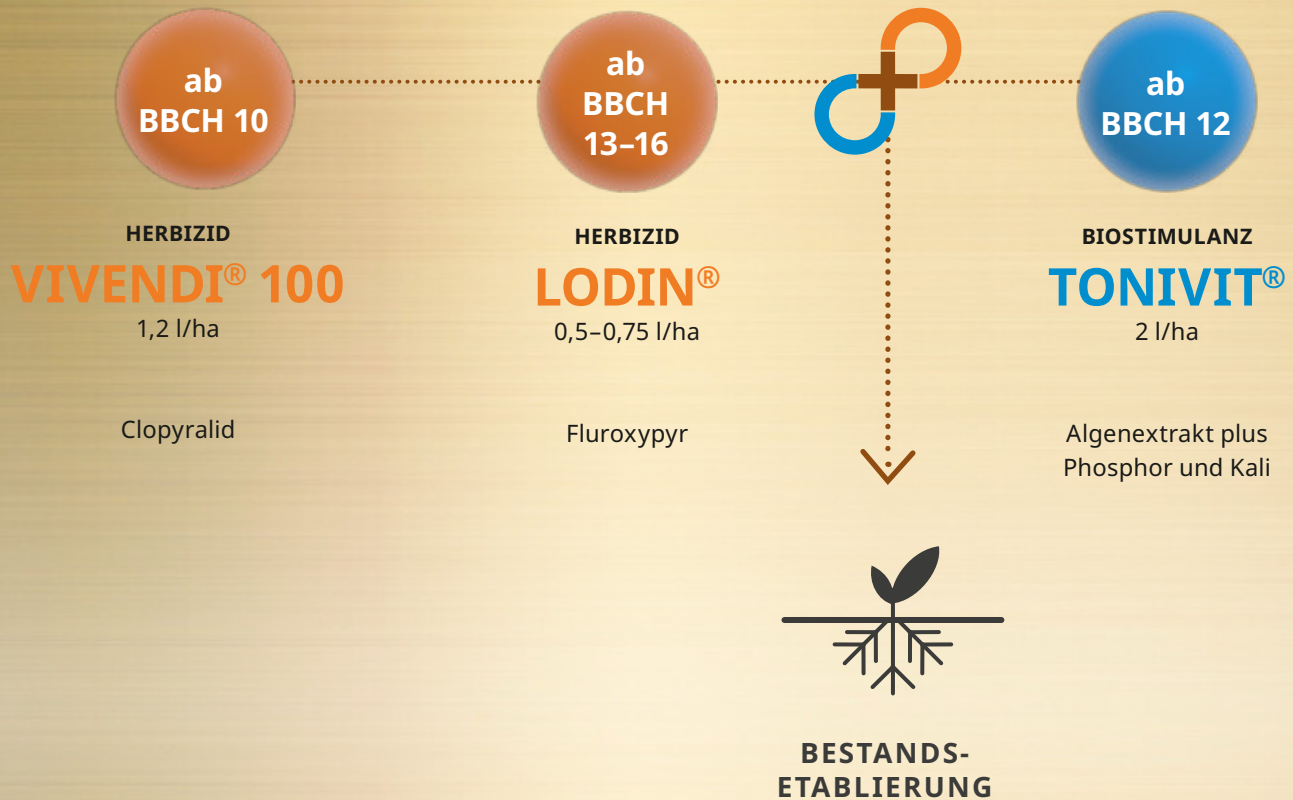 ab
BBCH 10
HERBIZID
VIVENDI® 100
1,2 l/ha
Clopyralid
ab
BBCH
13–16
HERBIZID
LODIN®
0,5–0,75 l/ha
Fluroxypyr
ab
BBCH 12
BIOSTIMULANZ
TONIVIT®
2 l/ha
Algenextrakt plus
Phosphor und Kali
BESTANDS-
ETABLIERUNG